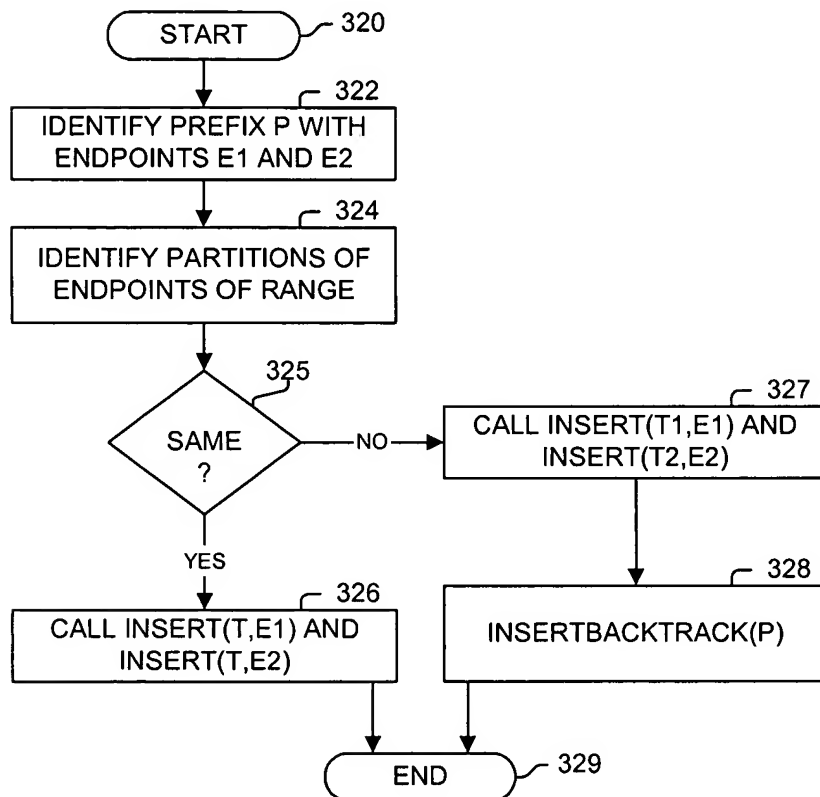 START
320
322
IDENTIFY PREFIX P WITH
ENDPOINTS E1 AND E2
324
IDENTIFY PARTITIONS OF
ENDPOINTS OF RANGE
325
SAME
?
NO
YES
327
CALL INSERT(T1,E1) AND
INSERT(T2,E2)
326
CALL INSERT(T,E1) AND
INSERT(T,E2)
328
INSERTBACKTRACK(P)
END
329